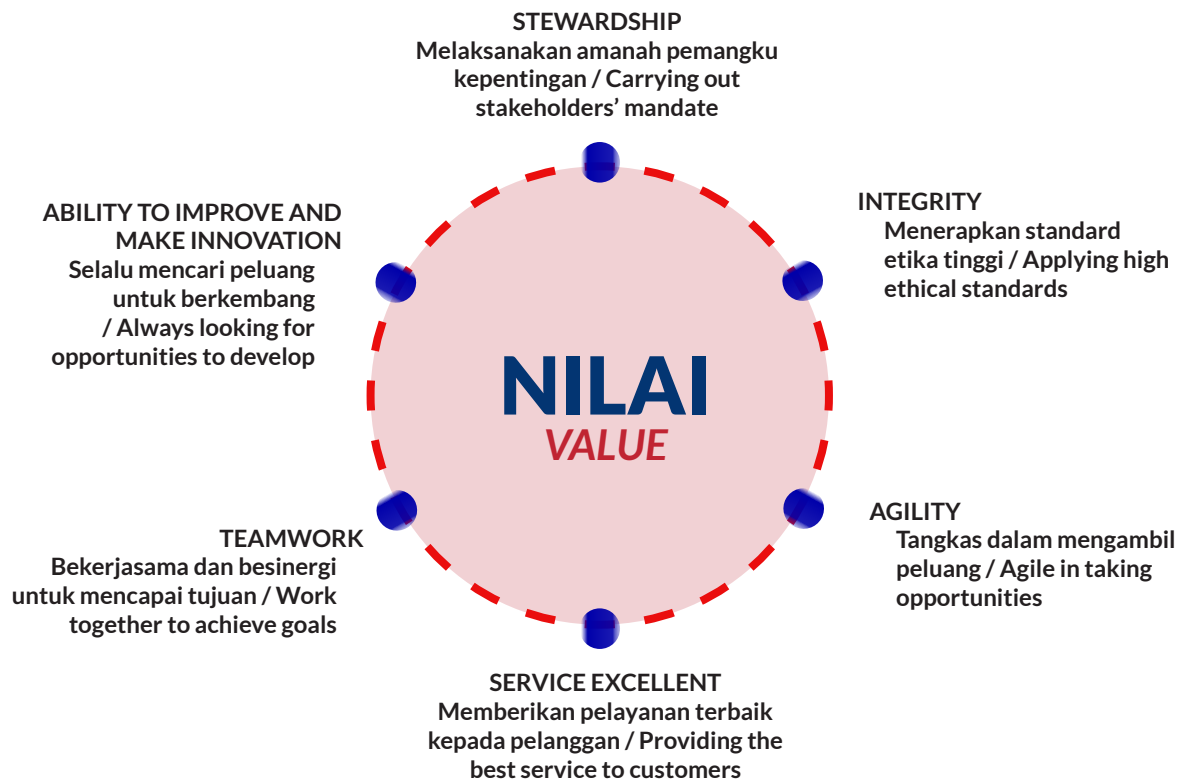 STEWARDSHIP
Melaksanakan amanah pemangku
kepentingan / Carrying out
stakeholders’ mandate
INTEGRITY
Menerapkan standard
etika tinggi / Applying high
ethical standards
AGILITY
Tangkas dalam mengambil
peluang / Agile in taking
opportunities
SERVICE EXCELLENT
Memberikan pelayanan terbaik
kepada pelanggan / Providing the
best service to customers
TEAMWORK
Bekerjasama dan besinergi
untuk mencapai tujuan / Work
together to achieve goals
ABILITY TO IMPROVE AND
MAKE INNOVATION
Selalu mencari peluang
untuk berkembang
/ Always looking for
opportunities to develop
NILAI
VALUE